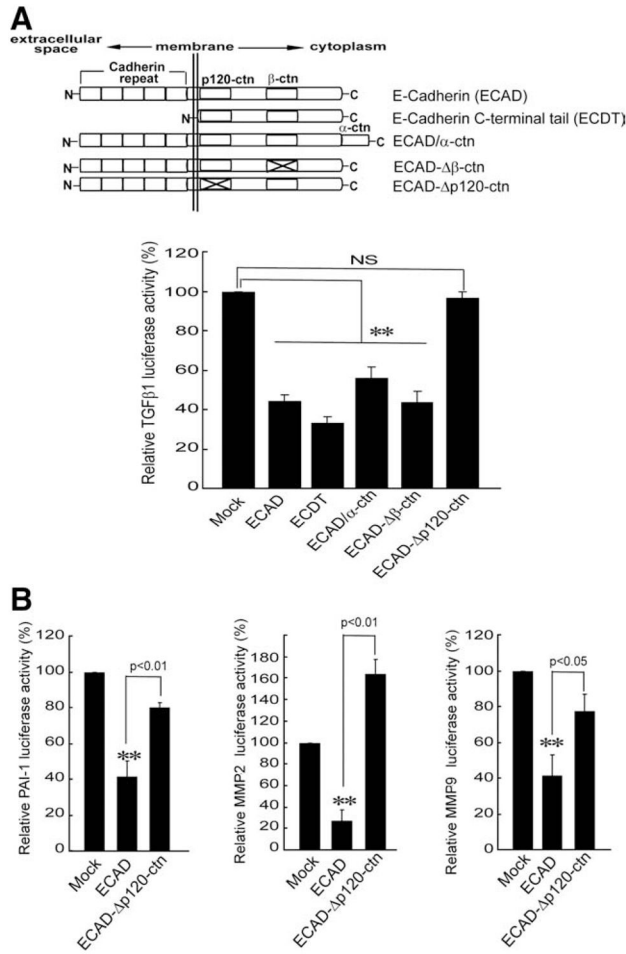 A
extracellular space
membrane
cytoplasm
Cadherin repeat
p120-ctn
β-ctn
N
C
E-Cadherin (ECAD)
N
C
E-Cadherin C-terminal tail (ECDT)
α-ctn
N
C
ECAD/α-ctn
N
C
ECAD-Δβ-ctn
N
C
ECAD-Δp120-ctn
Relative TGFβ1 luciferase activity (%)
120
100
80
60
40
20
0
NS
**
Mock
ECAD
ECDT
ECAD/α-ctn
ECAD-Δβ-ctn
ECAD-Δp120-ctn
B
Relative PAI-1 luciferase activity (%)
120
100
80
60
40
20
0
p<0.01
**
Mock
ECAD
ECAD-Δp120-ctn
Relative MMP2 luciferase activity (%)
180
160
140
120
100
80
60
40
20
0
p<0.01
**
Mock
ECAD
ECAD-Δp120-ctn
Relative MMP9 luciferase activity (%)
120
100
80
60
40
20
0
p<0.05
**
Mock
ECAD
ECAD-Δp120-ctn